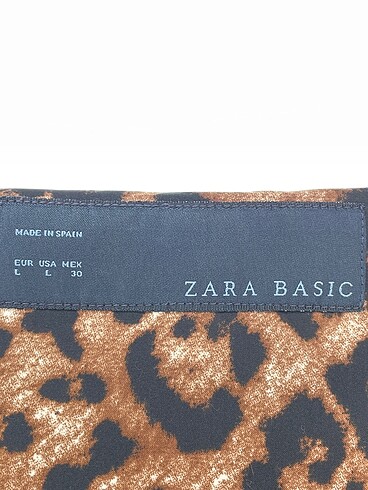 MADE IN SPAIN
EUR USA MEX
L L 30
ZARA BASIC